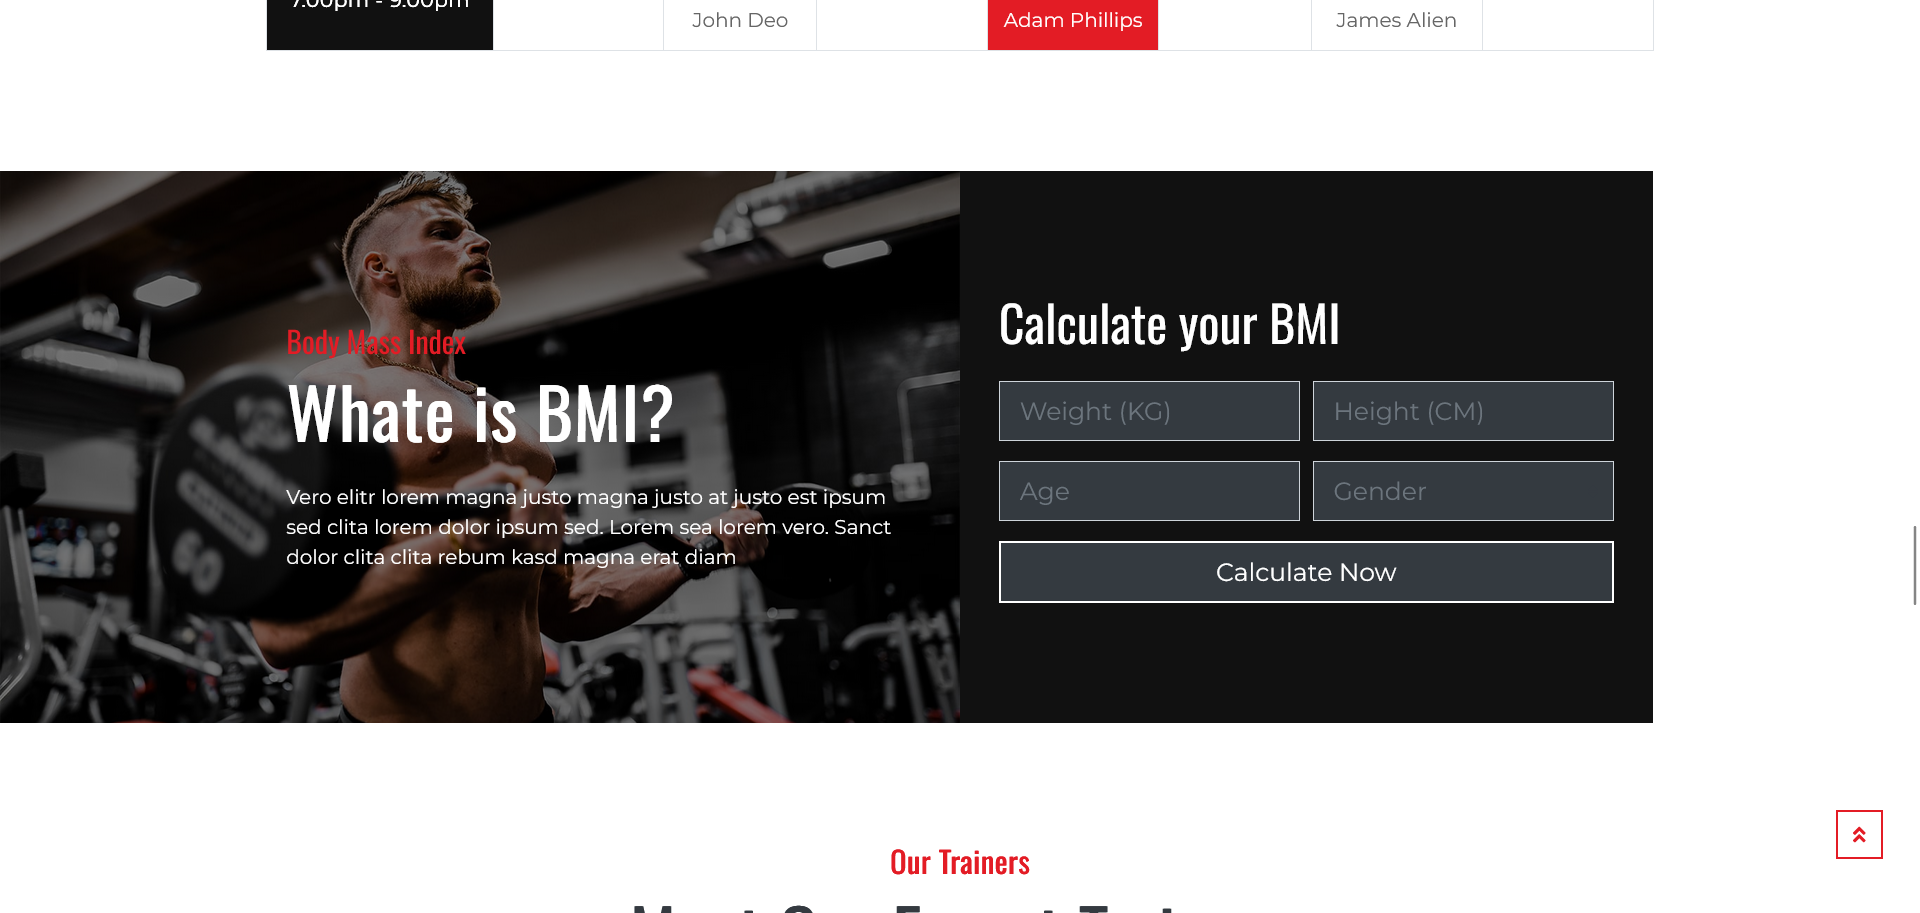 7.00pm - 9.00pm
John Deo
Adam Phillips
James Alien
Body Mass Index
Whate is BMI?
Vero elitr lorem magna justo magna justo at justo est ipsum
sed clita lorem dolor ipsum sed. Lorem sea lorem vero. Sanct
dolor clita clita rebum kasd magna erat diam
Calculate your BMI
Weight (KG)
Height (CM)
Age
Gender
Calculate Now
Our Trainers